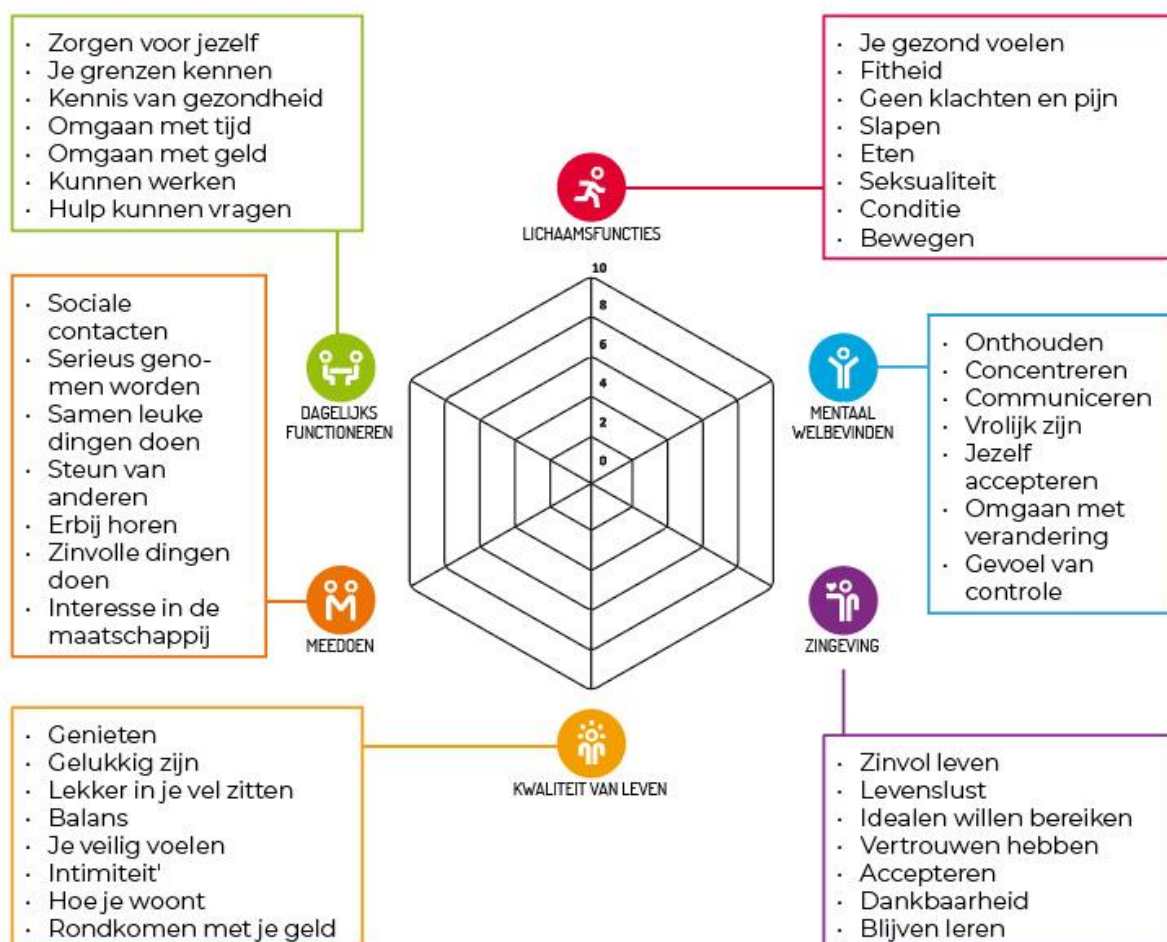 · Zorgen voor jezelf
· Je grenzen kennen
· Kennis van gezondheid
· Omgaan met tijd
· Omgaan met geld
· Kunnen werken
· Hulp kunnen vragen
· Je gezond voelen
· Fitheid
· Geen klachten en pijn
· Slapen
· Eten
· Seksualiteit
· Conditie
· Bewegen
LICHAAMSFUNCTIES
10
8
6
4
2
0
DAGELIJKS
FUNCTIONEREN
MENTAAL
WELBEVINDEN
· Sociale
contacten
· Serieus geno-
men worden
· Samen leuke
dingen doen
· Steun van
anderen
· Erbij horen
· Zinvolle dingen
doen
· Interesse in de
maatschappij
· Onthouden
· Concentreren
· Communiceren
· Vrolijk zijn
· Jezelf
accepteren
· Omgaan met
verandering
· Gevoel van
controle
MEEDOEN
ZINGEVING
KWALITEIT VAN LEVEN
· Genieten
· Gelukkig zijn
· Lekker in je vel zitten
· Balans
· Je veilig voelen
· Intimiteit'
· Hoe je woont
· Rondkomen met je geld
· Zinvol leven
· Levenslust
· Idealen willen bereiken
· Vertrouwen hebben
· Accepteren
· Dankbaarheid
· Blijven leren